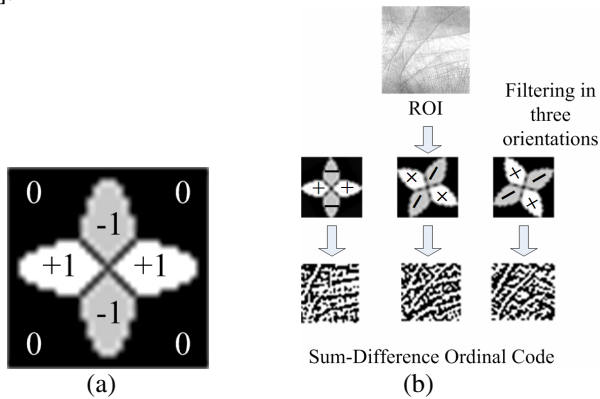 ].
0
0
-1
+1
+1
-1
0
0
(a)
ROI
Filtering in
three
orientations
−
+ +
−
× −
− ×
× −
− ×
Sum-Difference Ordinal Code
(b)